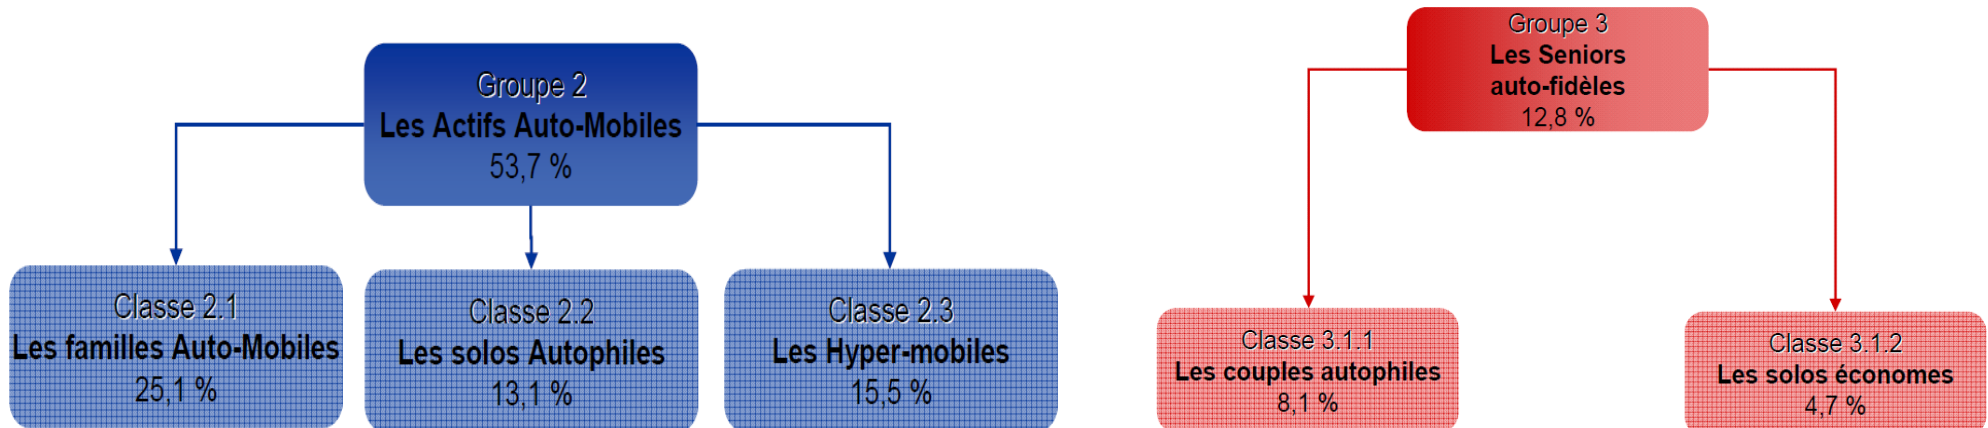 Groupe 2
Les Actifs Auto-Mobiles
53,7 %
Classe 2.1
Les familles Auto-Mobiles
25,1 %
Classe 2.2
Les solos Autophiles
13,1 %
Classe 2.3
Les Hyper-mobiles
15,5 %
Groupe 3
Les Seniors
auto-fidèles
12,8 %
Classe 3.1.1
Les couples autophiles
8,1 %
Classe 3.1.2
Les solos économes
4,7 %